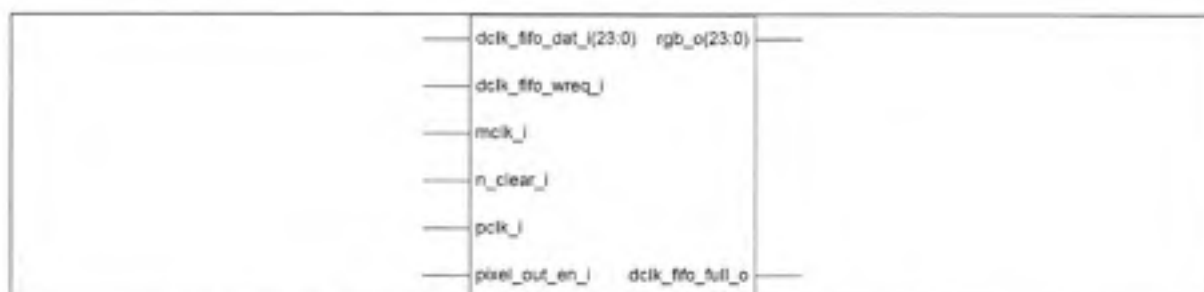 dclk_fifo_dat_i(23:0) rgb_o(23:0)
dclk_fifo_wreq_i
mclk_i
n_clear_i
pclk_i
pixel_out_en_i dclk_fifo_full_o